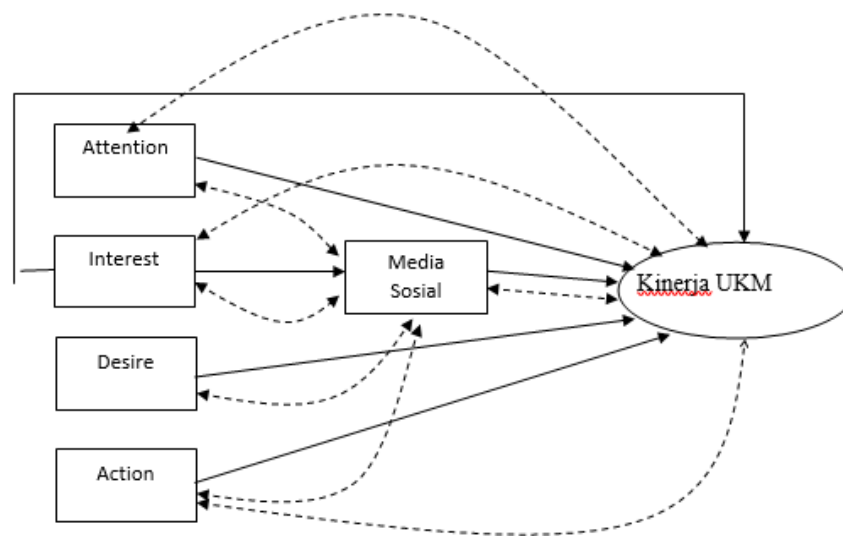 Attention
Interest
Media
Sosial
Kinerja UKM
Desire
Action